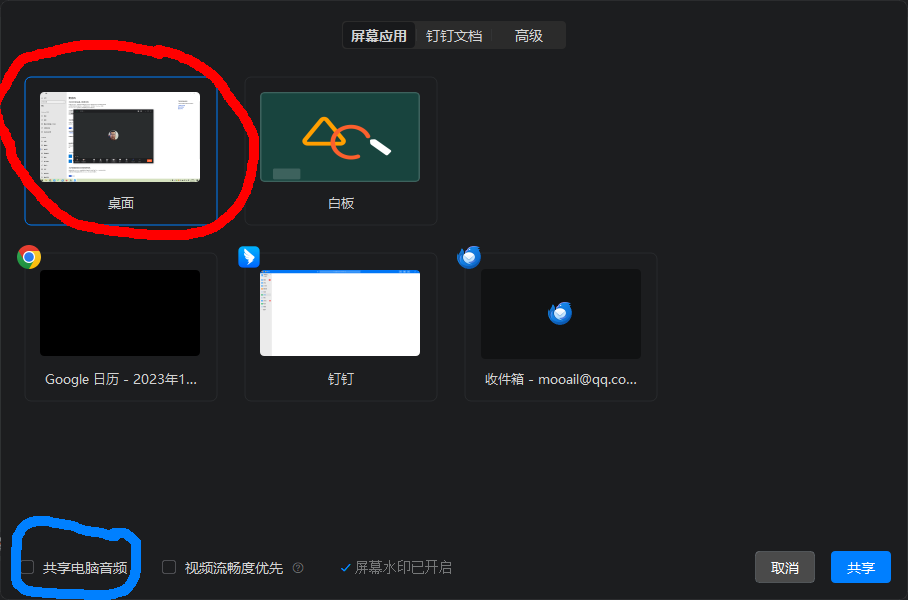 屏幕应用 钉钉文档 高级
桌面 白板
Google 日历 - 2023年1... 钉钉 收件箱 - mooail@qq.co...
共享电脑音频 视频流畅度优先 屏幕水印已开启 取消 共享